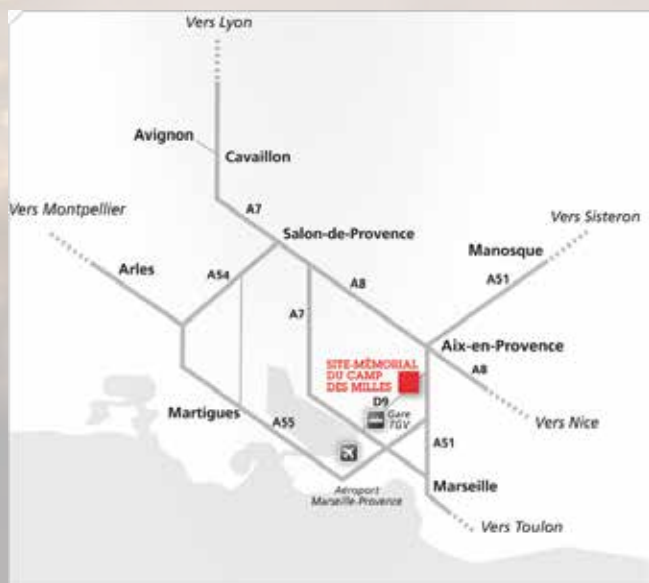 Vers Lyon
Avignon
Cavaillon
Vers Montpellier
A7
Vers Sisteron
Salon-de-Provence
Manosque
Arles
A54
A8
A51
A7
Aix-en-Provence
SITE-MÉMORIAL
DU CAMP
DES MILLES
A8
D9
Martigues
Gare
TGV
Vers Nice
A55
A51
Marseille
Aéroport
Marseille-Provence
Vers Toulon